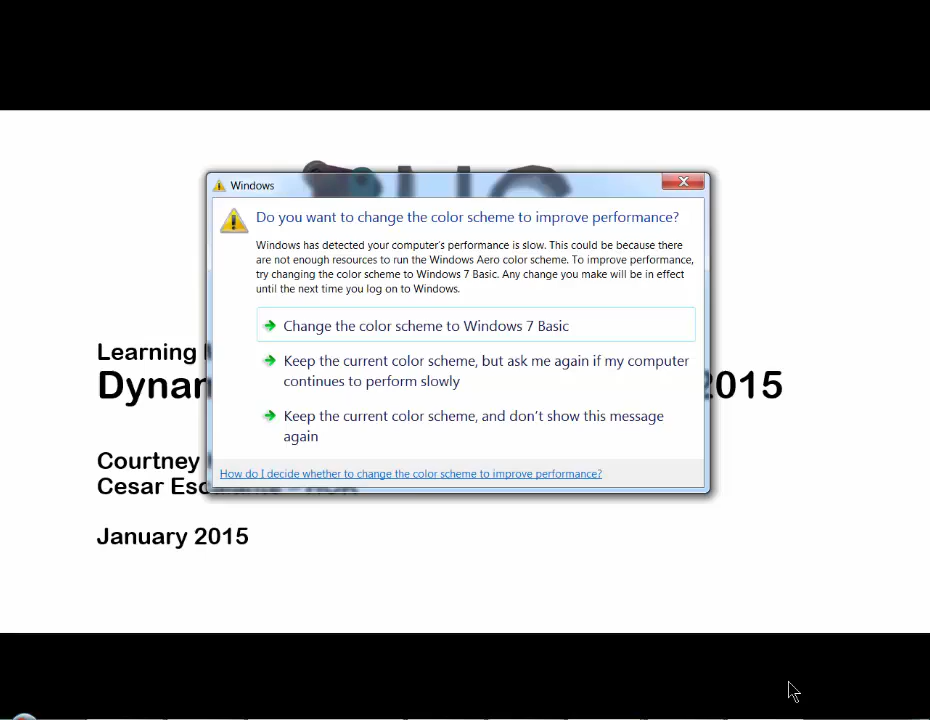 Windows
Do you want to change the color scheme to improve performance?
Windows has detected your computer's performance is slow. This could be because there
are not enough resources to run the Windows Aero color scheme. To improve performance,
try changing the color scheme to Windows 7 Basic. Any change you make will be in effect
until the next time you log on to Windows.
Change the color scheme to Windows 7 Basic
Keep the current color scheme, but ask me again if my computer
continues to perform slowly
Keep the current color scheme, and don't show this message
again
How do I decide whether to change the color scheme to improve performance?
Learning
2015
Courtney
Cesar
January 2015